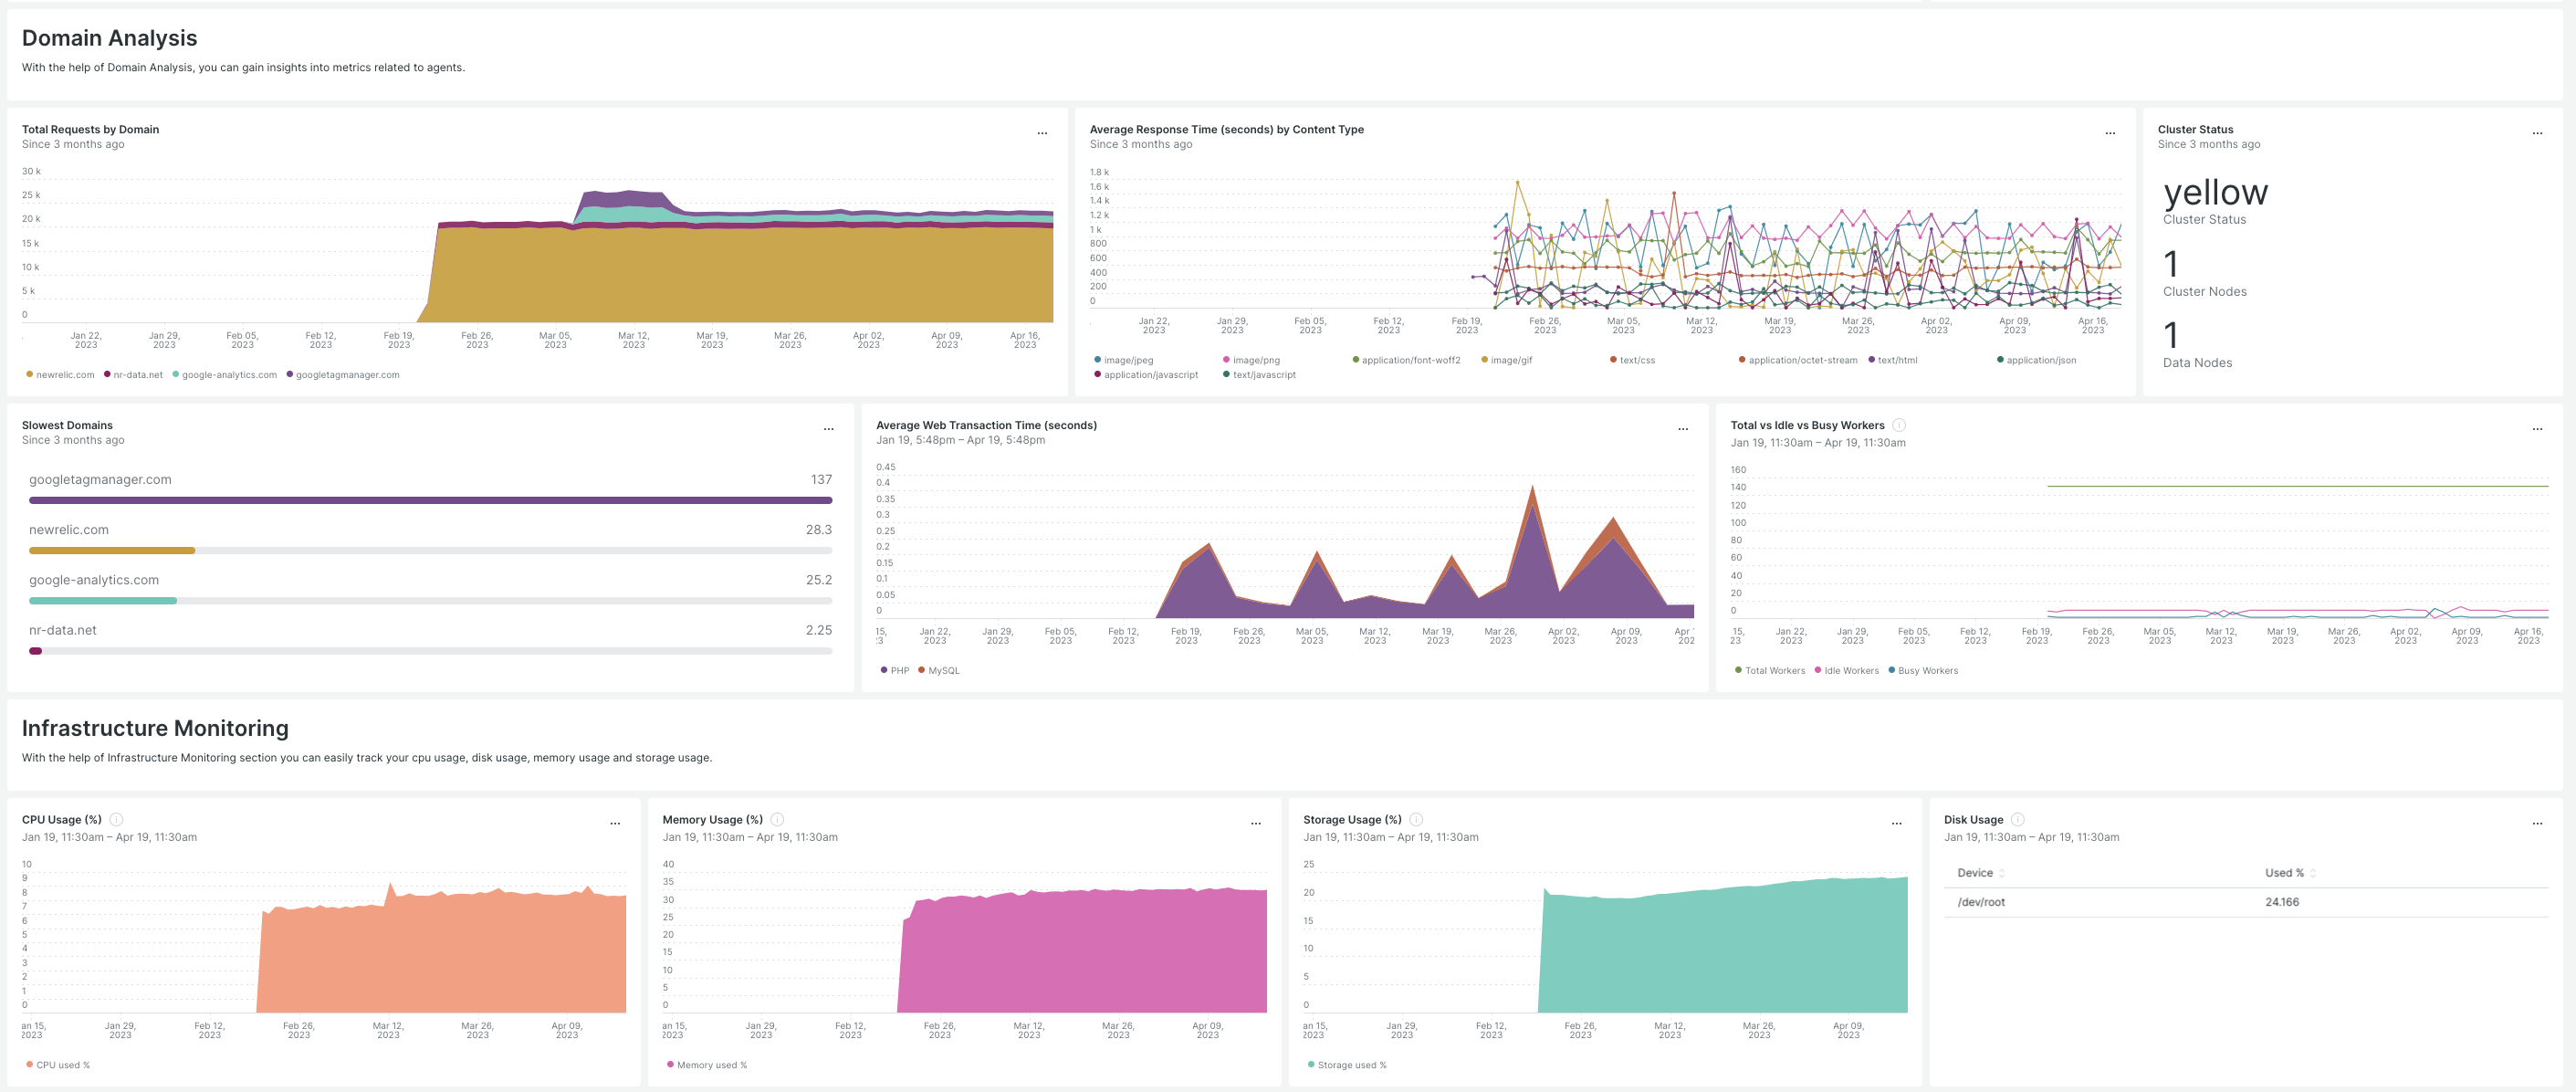 Domain Analysis
With the help of Domain Analysis, you can gain insights into metrics related to agents.
Total Requests by Domain
...
Since 3 months ago
30 k
25 k
20 k
15 k
10 k
5 k
0
Jan 22, Jan 29, Feb 05, Feb 12, Feb 19, Feb 26, Mar 05, Mar 12, Mar 19, Mar 26, Apr 02, Apr 09, Apr 16,
2023 2023 2023 2023 2023 2023 2023 2023 2023 2023 2023 2023 2023
newrelic.com nr-data.net google-analytics.com googletagmanager.com
Average Response Time (seconds) by Content Type
...
Since 3 months ago
1.8 k
1.6 k
1.4 k
1.2 k
1 k
800
600
400
200
0
Jan 22, Jan 29, Feb 05, Feb 12, Feb 19, Feb 26, Mar 05, Mar 12, Mar 19, Mar 26, Apr 02, Apr 09, Apr 16,
2023 2023 2023 2023 2023 2023 2023 2023 2023 2023 2023 2023 2023
image/jpeg image/png application/font-woff2 image/gif text/css application/octet-stream text/html application/json
application/javascript text/javascript
Cluster Status
...
Since 3 months ago
yellow
Cluster Status
1
Cluster Nodes
1
Data Nodes
Slowest Domains
...
Since 3 months ago
googletagmanager.com 137
newrelic.com 28.3
google-analytics.com 25.2
nr-data.net 2.25
Average Web Transaction Time (seconds)
...
Jan 19, 5:48pm – Apr 19, 5:48pm
0.45
0.4
0.35
0.3
0.25
0.2
0.15
0.1
0.05
0
15, Jan 22, Jan 29, Feb 05, Feb 12, Feb 19, Feb 26, Mar 05, Mar 12, Mar 19, Mar 26, Apr 02, Apr 09, Apr
:3 2023 2023 2023 2023 2023 2023 2023 2023 2023 2023 2023 2023 202
PHP MySQL
Total vs Idle vs Busy Workers
...
Jan 19, 11:30am – Apr 19, 11:30am
160
140
120
100
80
60
40
20
0
15, Jan 22, Jan 29, Feb 05, Feb 12, Feb 19, Feb 26, Mar 05, Mar 12, Mar 19, Mar 26, Apr 02, Apr 09, Apr 16,
23 2023 2023 2023 2023 2023 2023 2023 2023 2023 2023 2023 2023 2023
Total Workers Idle Workers Busy Workers
Infrastructure Monitoring
With the help of Infrastructure Monitoring section you can easily track your cpu usage, disk usage, memory usage and storage usage.
CPU Usage (%)
...
Jan 19, 11:30am – Apr 19, 11:30am
10
9
8
7
6
5
4
3
2
1
0
an 15, Jan 29, Feb 12, Feb 26, Mar 12, Mar 26, Apr 09,
2023 2023 2023 2023 2023 2023 2023
CPU used %
Memory Usage (%)
...
Jan 19, 11:30am – Apr 19, 11:30am
40
35
30
25
20
15
10
5
0
an 15, Jan 29, Feb 12, Feb 26, Mar 12, Mar 26, Apr 09,
2023 2023 2023 2023 2023 2023 2023
Memory used %
Storage Usage (%)
...
Jan 19, 11:30am – Apr 19, 11:30am
25
20
15
10
5
0
an 15, Jan 29, Feb 12, Feb 26, Mar 12, Mar 26, Apr 09,
2023 2023 2023 2023 2023 2023 2023
Storage used %
Disk Usage
...
Jan 19, 11:30am – Apr 19, 11:30am
Device Used %
/dev/root 24.166